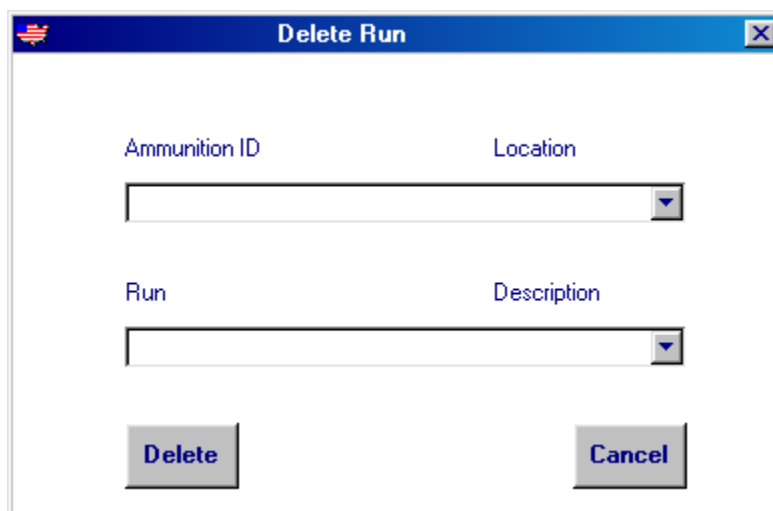 Delete Run
Ammunition ID Location
Run Description
Delete Cancel